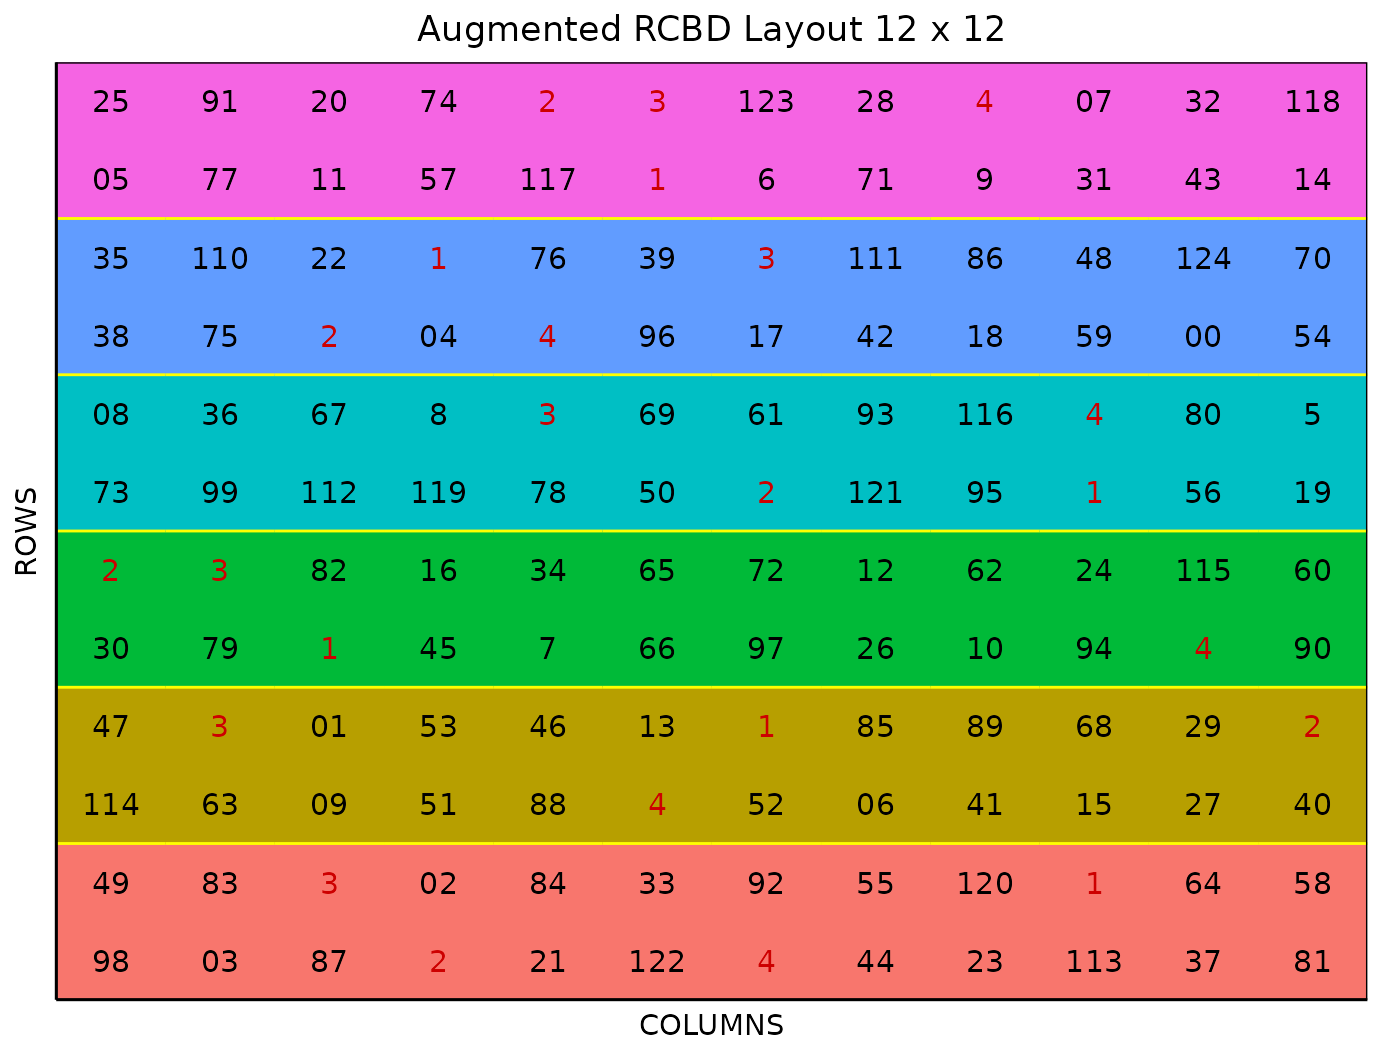 Augmented RCBD Layout 12 x 12
25 91 20 74 2 3 123 28 4 07 32 118
05 77 11 57 117 1 6 71 9 31 43 14
35 110 22 1 76 39 3 111 86 48 124 70
38 75 2 04 4 96 17 42 18 59 00 54
08 36 67 8 3 69 61 93 116 4 80 5
73 99 112 119 78 50 2 121 95 1 56 19
2 3 82 16 34 65 72 12 62 24 115 60
30 79 1 45 7 66 97 26 10 94 4 90
47 3 01 53 46 13 1 85 89 68 29 2
114 63 09 51 88 4 52 06 41 15 27 40
49 83 3 02 84 33 92 55 120 1 64 58
98 03 87 2 21 122 4 44 23 113 37 81
ROWS
COLUMNS